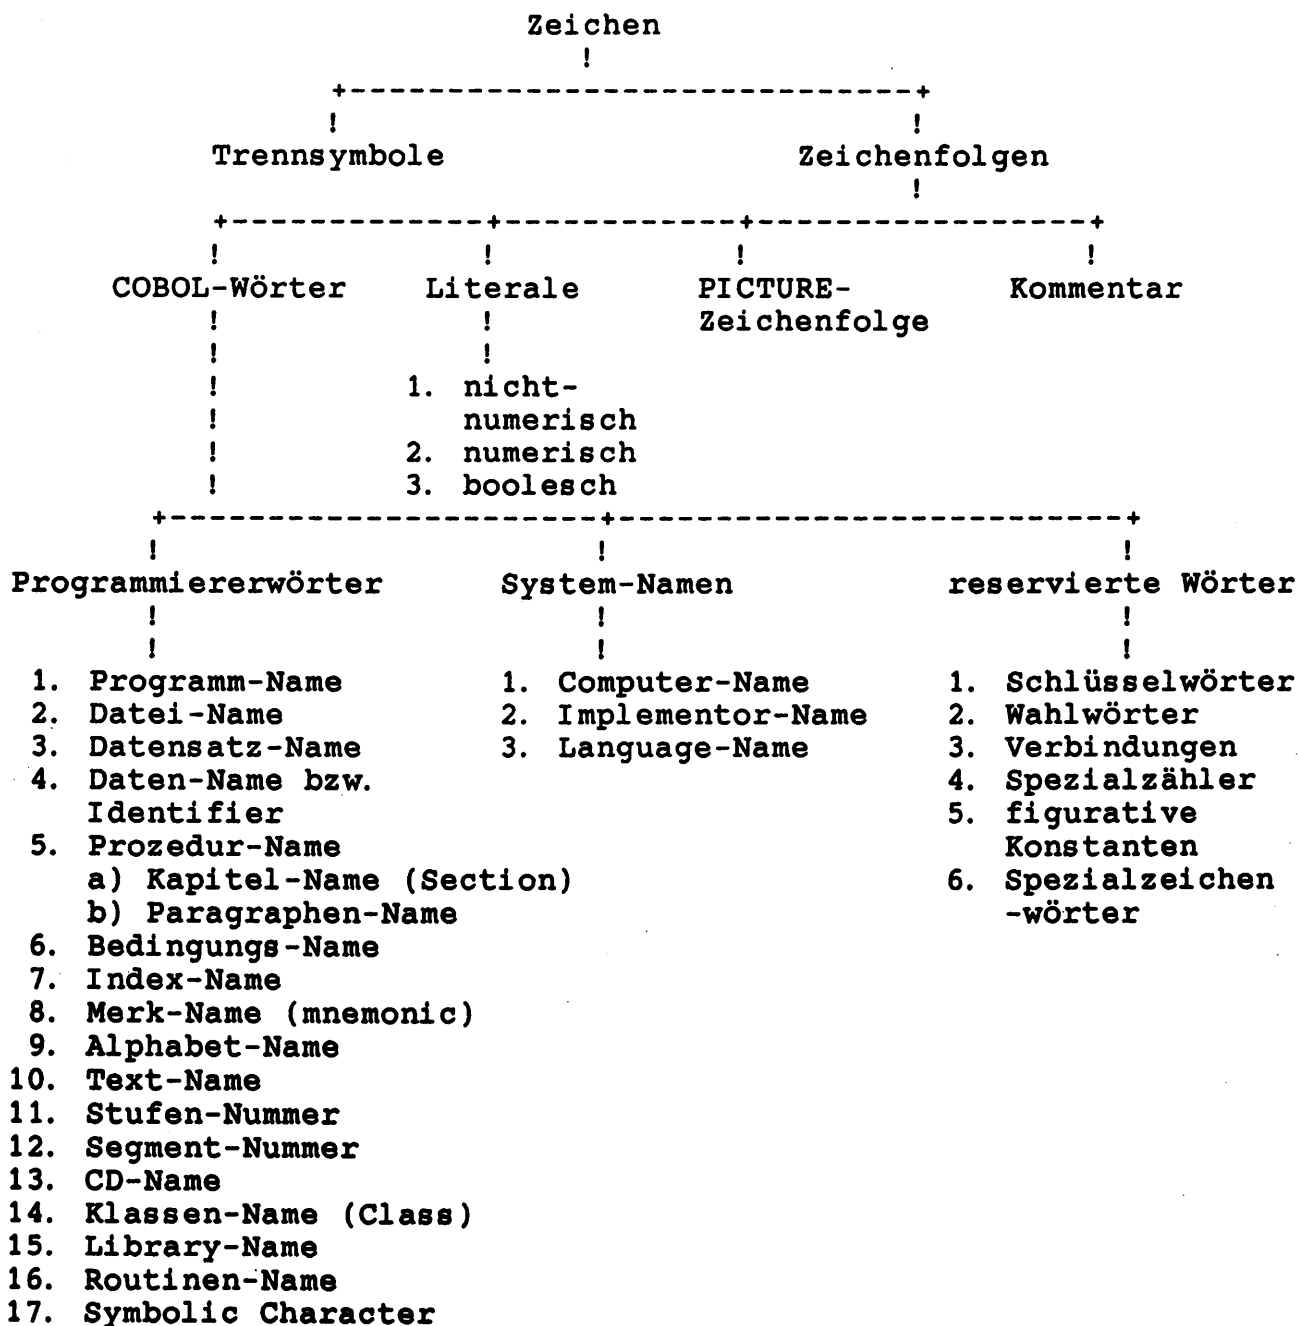 Zeichen
!
+-----------------------------+
! !
Trennsymbole Zeichenfolgen
!
+-------------+------------+-----------------+
! ! ! !
COBOL-Wörter Literale PICTURE- Kommentar
! ! Zeichenfolge
! !
! 1. nicht-
! numerisch
! 2. numerisch
! 3. boolesch
+----------------------+--------------------------+
! ! !
Programmiererwörter System-Namen reservierte Wörter
! ! !
! ! !
1. Programm-Name 1. Computer-Name 1. Schlüsselwörter
2. Datei-Name 2. Implementor-Name 2. Wahlwörter
3. Datensatz-Name 3. Language-Name 3. Verbindungen
4. Daten-Name bzw. 4. Spezialzähler
Identifier 5. figurative
5. Prozedur-Name Konstanten
a) Kapitel-Name (Section) 6. Spezialzeichen
b) Paragraphen-Name -wörter
6. Bedingungs-Name
7. Index-Name
8. Merk-Name (mnemonic)
9. Alphabet-Name
10. Text-Name
11. Stufen-Nummer
12. Segment-Nummer
13. CD-Name
14. Klassen-Name (Class)
15. Library-Name
16. Routinen-Name
17. Symbolic Character